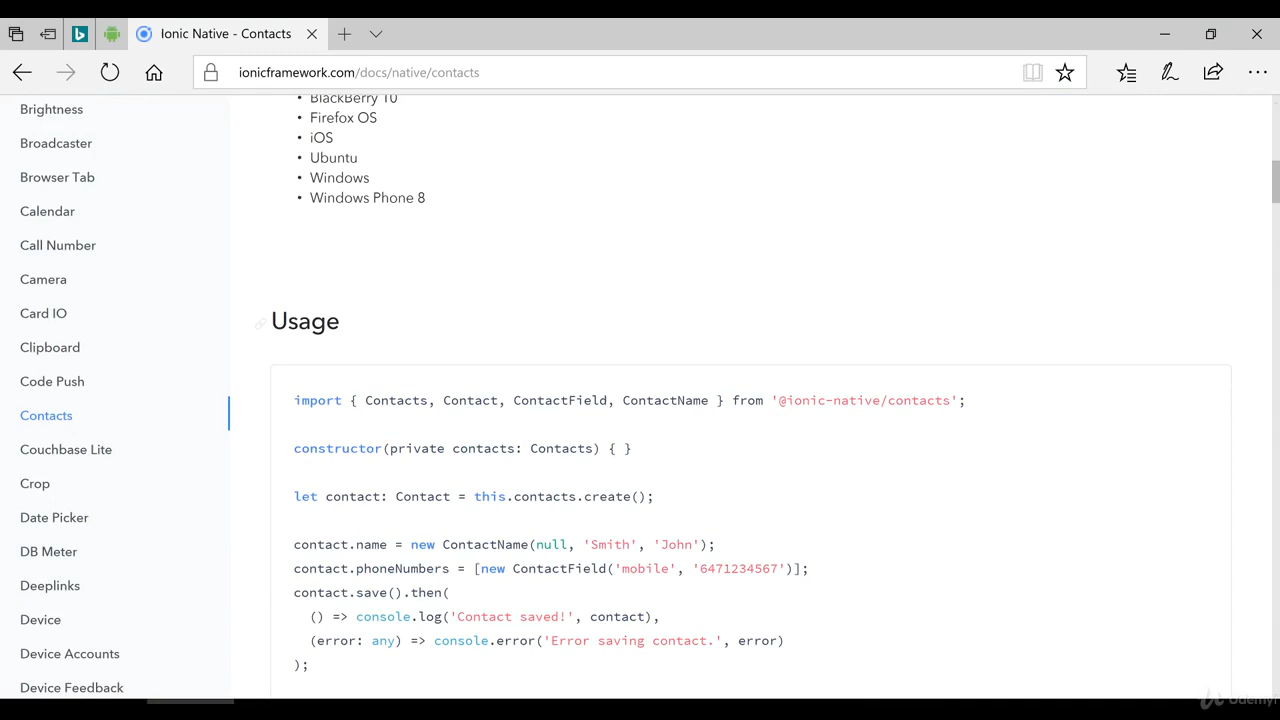 Ionic Native - Contacts
ionicframework.com/docs/native/contacts
Brightness
Broadcaster
Browser Tab
Calendar
Call Number
Camera
Card IO
Clipboard
Code Push
Contacts
Couchbase Lite
Crop
Date Picker
DB Meter
Deeplinks
Device
Device Accounts
Device Feedback
• BlackBerry 10
• Firefox OS
• iOS
• Ubuntu
• Windows
• Windows Phone 8
Usage
import { Contacts, Contact, ContactField, ContactName } from '@ionic-native/contacts';
constructor(private contacts: Contacts) { }
let contact: Contact = this.contacts.create();
contact.name = new ContactName(null, 'Smith', 'John');
contact.phoneNumbers = [new ContactField('mobile', '6471234567')];
contact.save().then(
() => console.log('Contact saved!', contact),
(error: any) => console.error('Error saving contact.', error)
);
Udemy